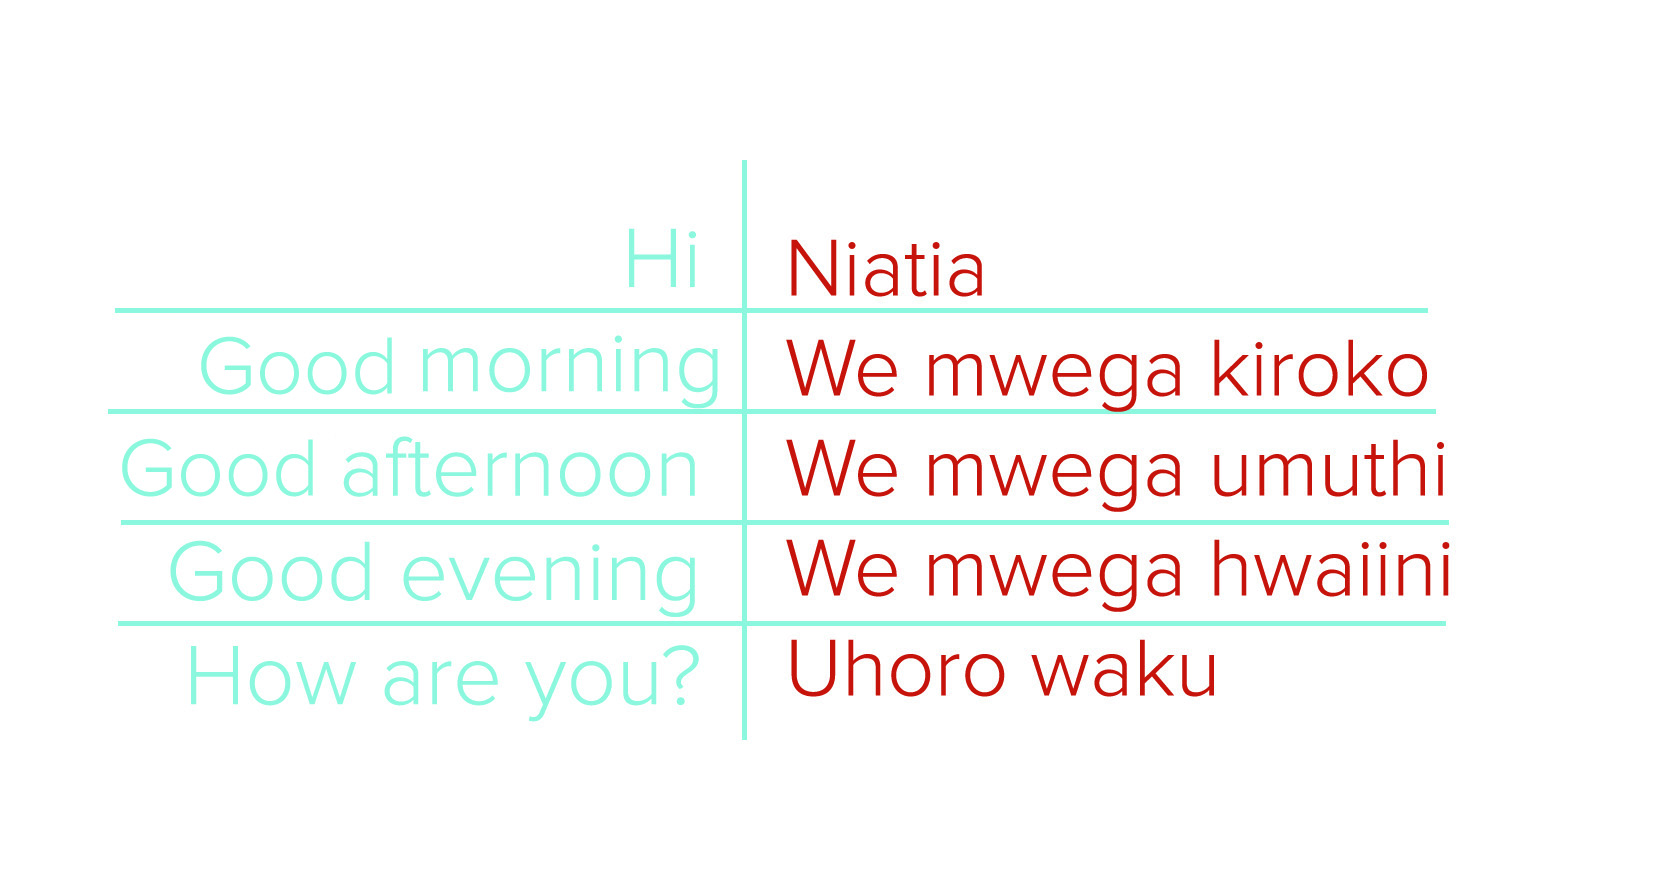 Hi Niatia
Good morning We mwega kiroko
Good afternoon We mwega umuthi
Good evening We mwega hwaiini
How are you? Uhoro waku